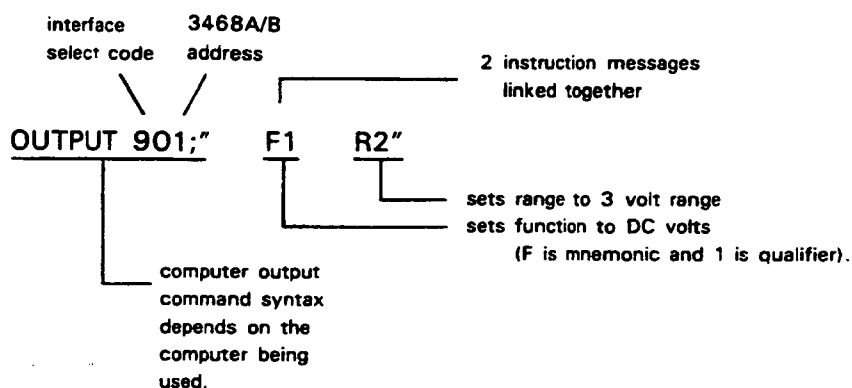 interface 3468A/B
select code address
2 instruction messages
linked together
OUTPUT 901;" F1 R2"
sets range to 3 volt range
sets function to DC volts
(F is mnemonic and 1 is qualifier).
computer output
command syntax
depends on the
computer being
used.